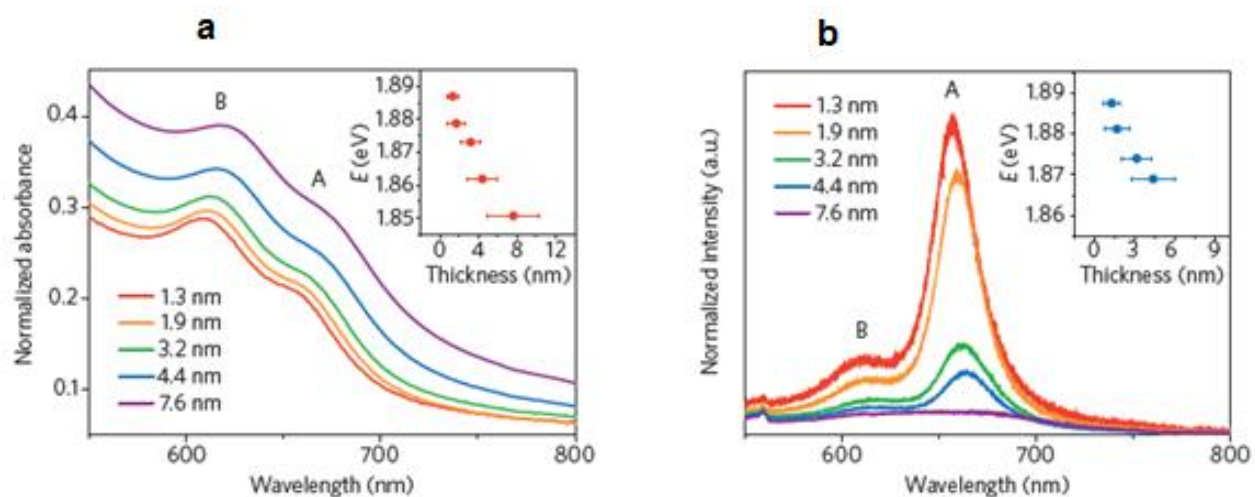 a
B
A
Normalized absorbance
0.4
0.3
0.2
0.1
1.3 nm
1.9 nm
3.2 nm
4.4 nm
7.6 nm
E (eV)
1.89
1.88
1.87
1.86
1.85
0 4 8 12
Thickness (nm)
600 700 800
Wavelength (nm)
b
A
B
Normalized intensity (a.u.)
1.3 nm
1.9 nm
3.2 nm
4.4 nm
7.6 nm
E (eV)
1.89
1.88
1.87
1.86
0 3 6 9
Thickness (nm)
600 700 800
Wavelength (nm)